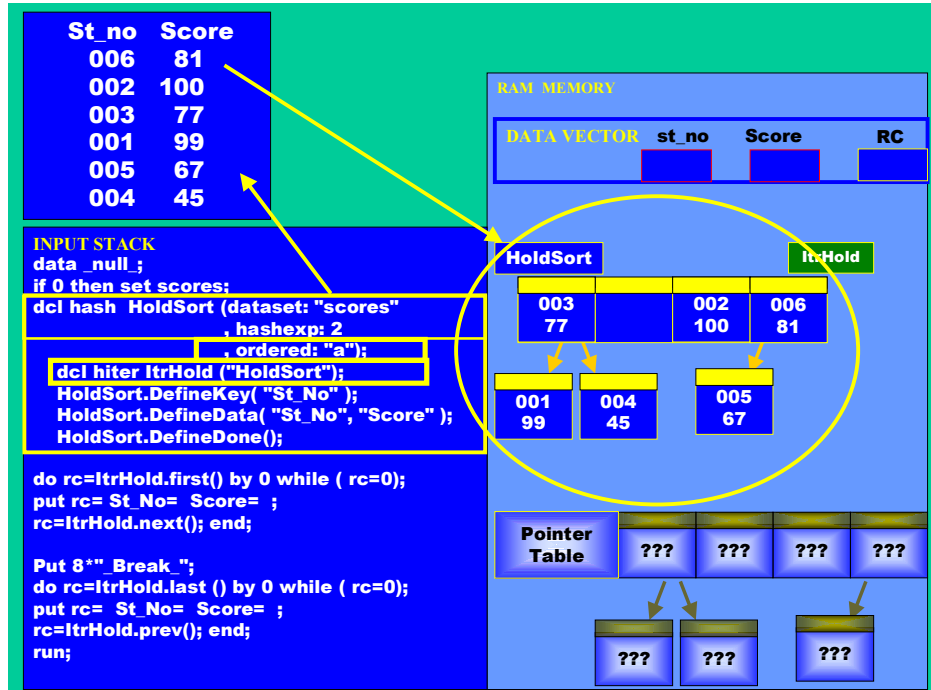 St_no Score
006 81
002 100
003 77
001 99
005 67
004 45
INPUT STACK
data _null_;
if 0 then set scores;
dcl hash HoldSort (dataset: "scores"
, hashexp: 2
, ordered: "a");
dcl hiter ItrHold ("HoldSort");
HoldSort.DefineKey( "St_No" );
HoldSort.DefineData( "St_No", "Score" );
HoldSort.DefineDone();
do rc=ItrHold.first() by 0 while ( rc=0);
put rc= St_No= Score= ;
rc=ItrHold.next(); end;
Put 8*"_Break_";
do rc=ItrHold.last () by 0 while ( rc=0);
put rc= St_No= Score= ;
rc=ItrHold.prev(); end;
run;
RAM MEMORY
DATA VECTOR st_no Score RC
HoldSort ItrHold
003 002 006
77 100 81
001 004 005
99 45 67
Pointer
Table
??? ??? ??? ???
??? ??? ???